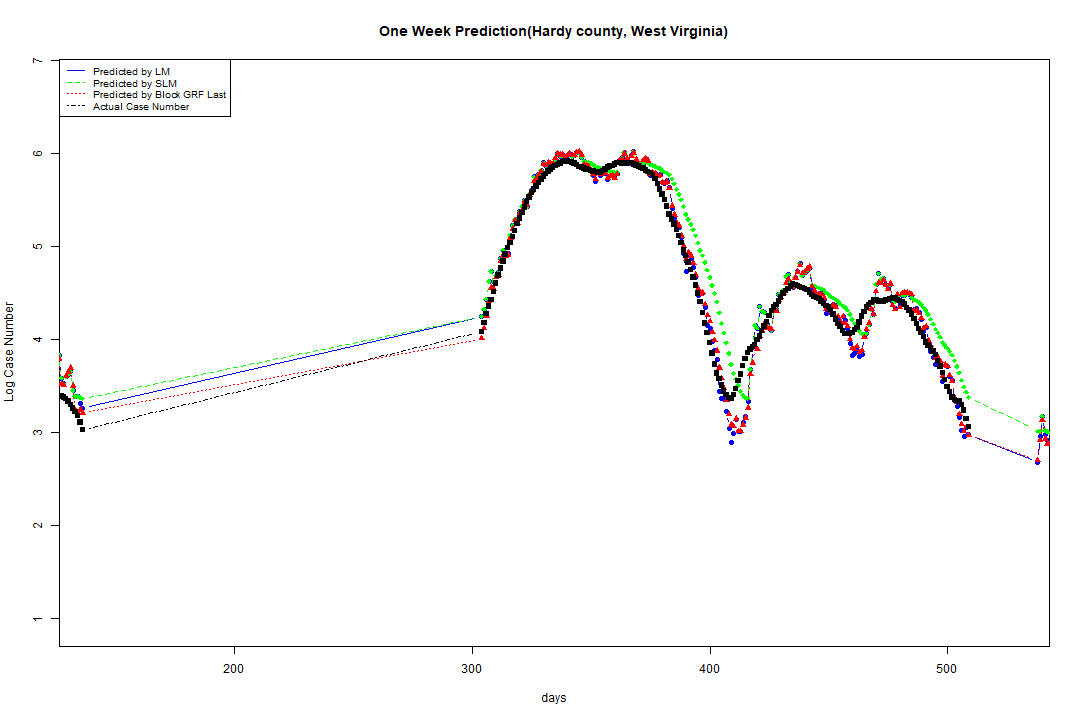 One Week Prediction(Hardy county, West Virginia)
Predicted by LM
Predicted by SLM
Predicted by Block GRF Last
Actual Case Number
7
6
5
4
3
2
1
Log Case Number
200 300 400 500
days